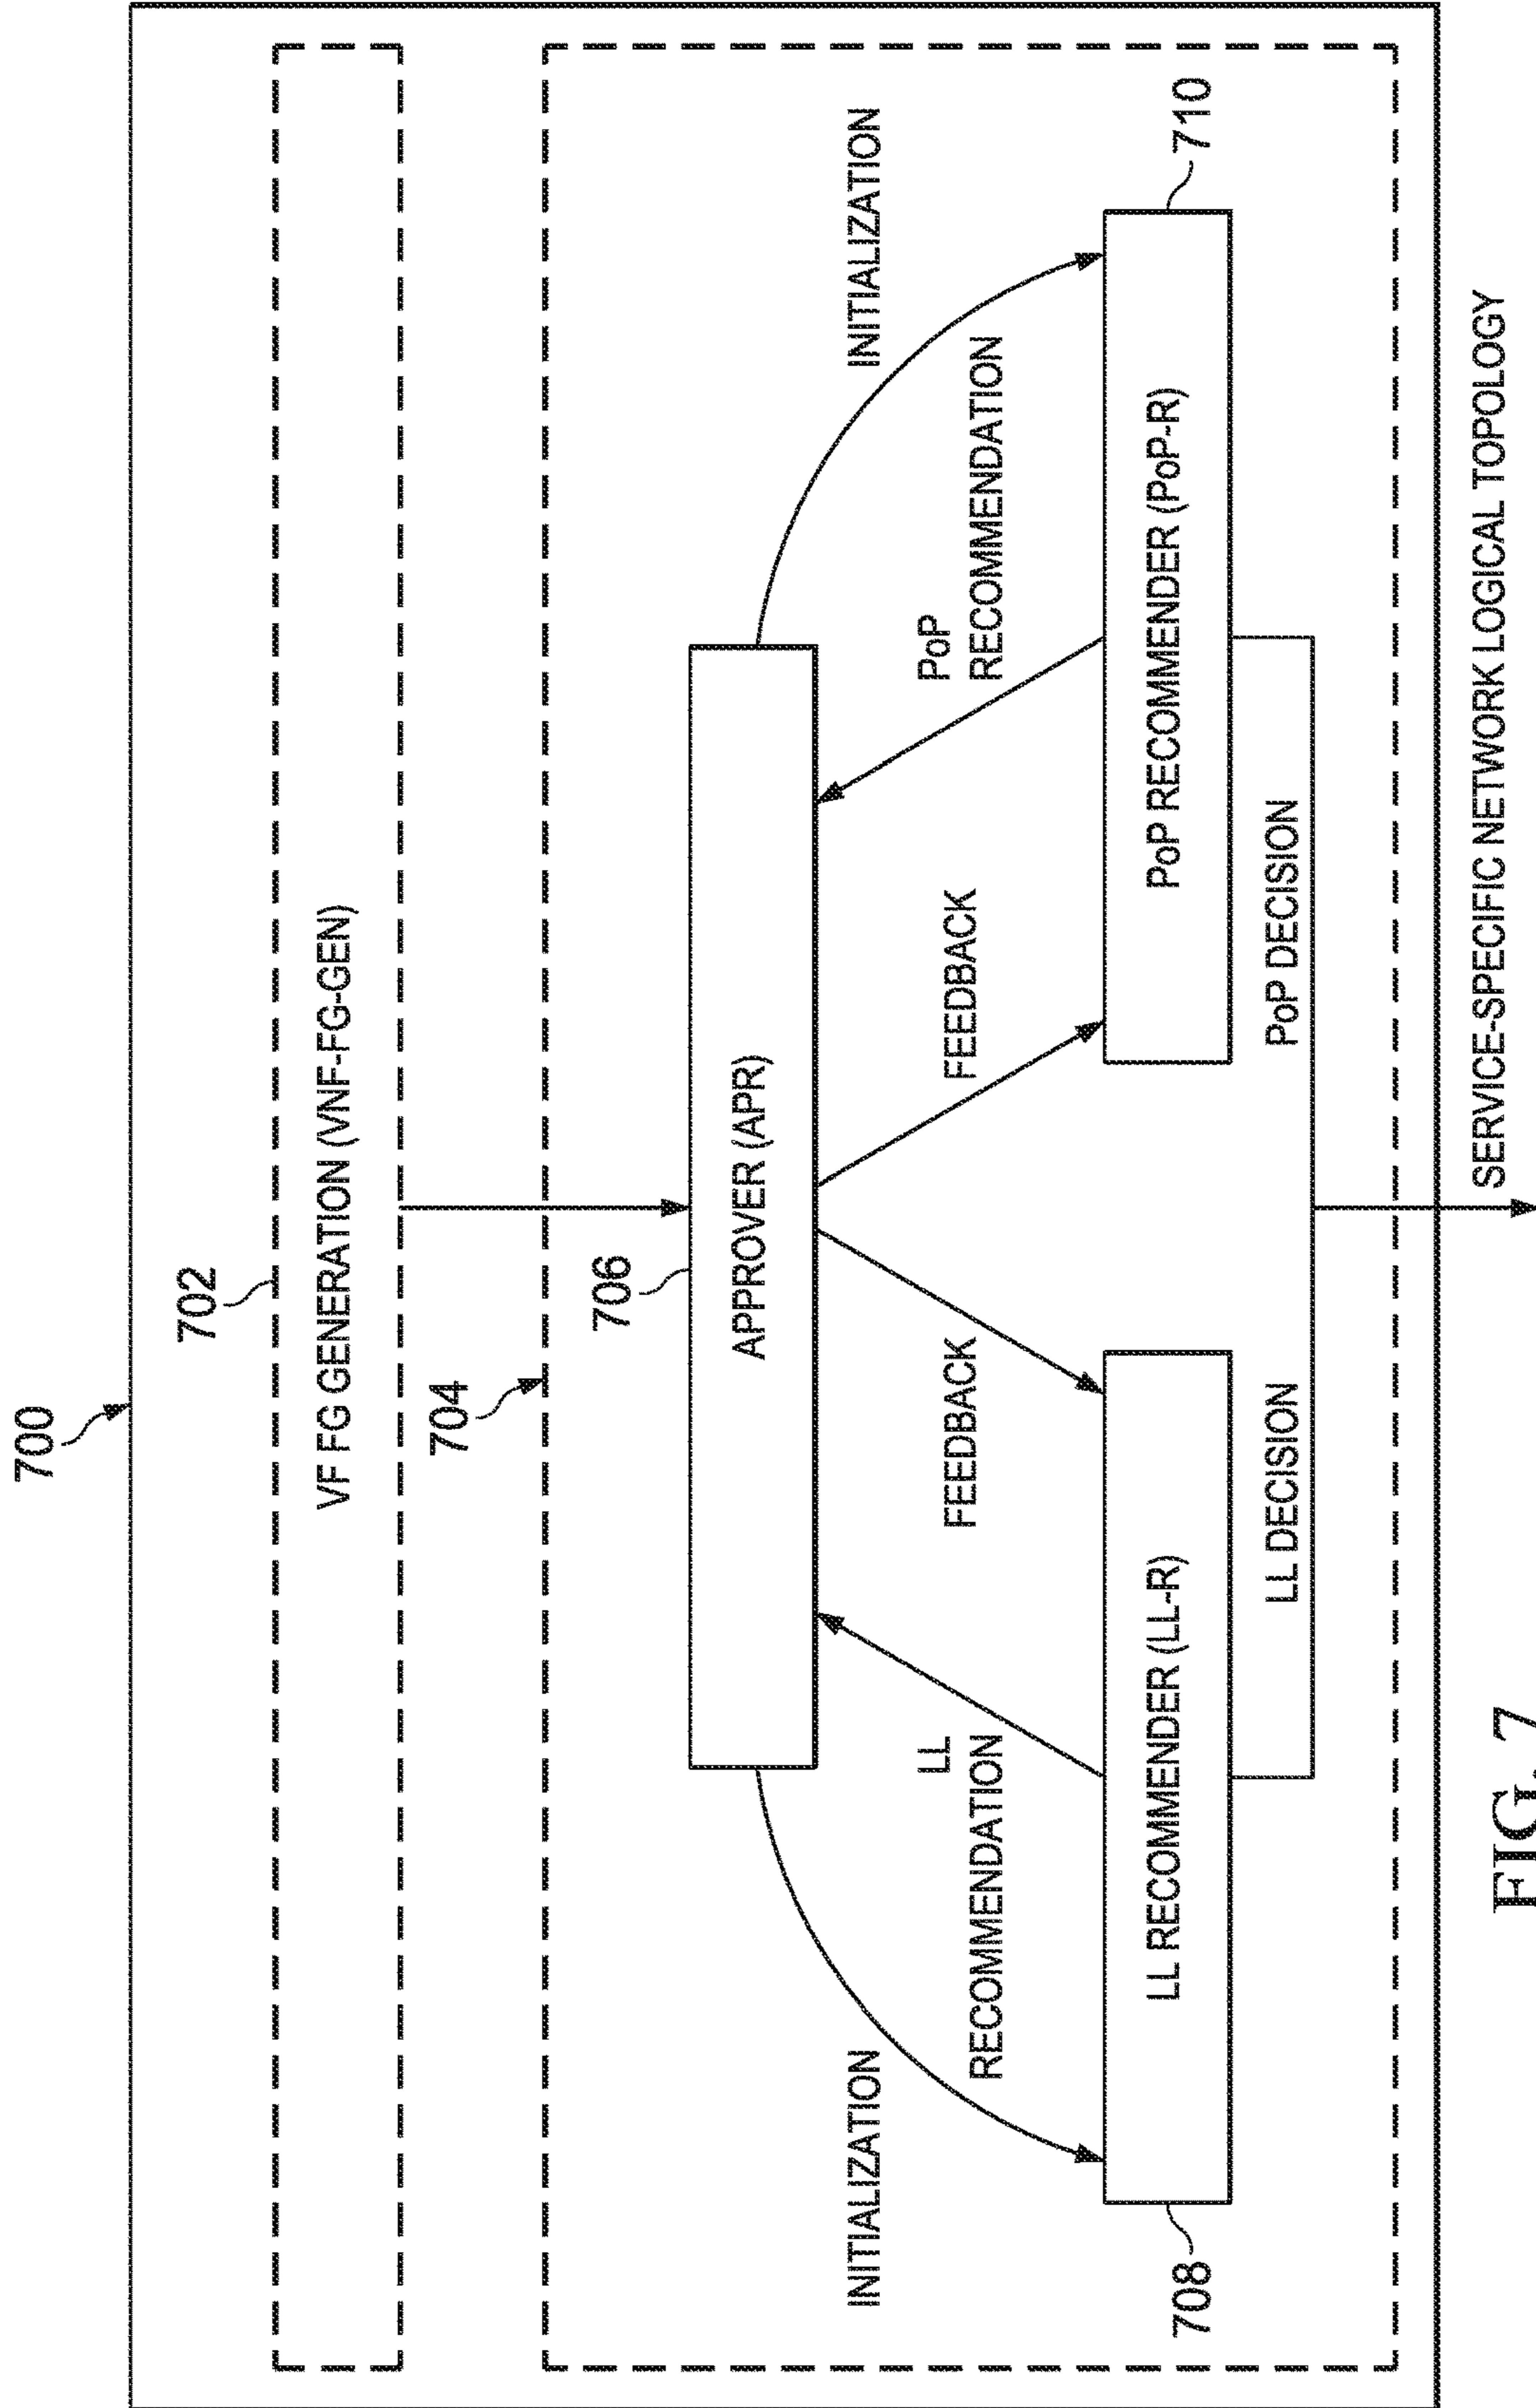 700
702
VF FG GENERATION (VNF-FG-GEN)
704
706
APPROVER (APR)
INITIALIZATION
INITIALIZATION
LL
RECOMMENDATION
FEEDBACK
FEEDBACK
PoP
RECOMMENDATION
708
LL RECOMMENDER (LL-R)
PoP RECOMMENDER (PoP-R)
710
LL DECISION
PoP DECISION
SERVICE-SPECIFIC NETWORK LOGICAL TOPOLOGY
FIG. 7